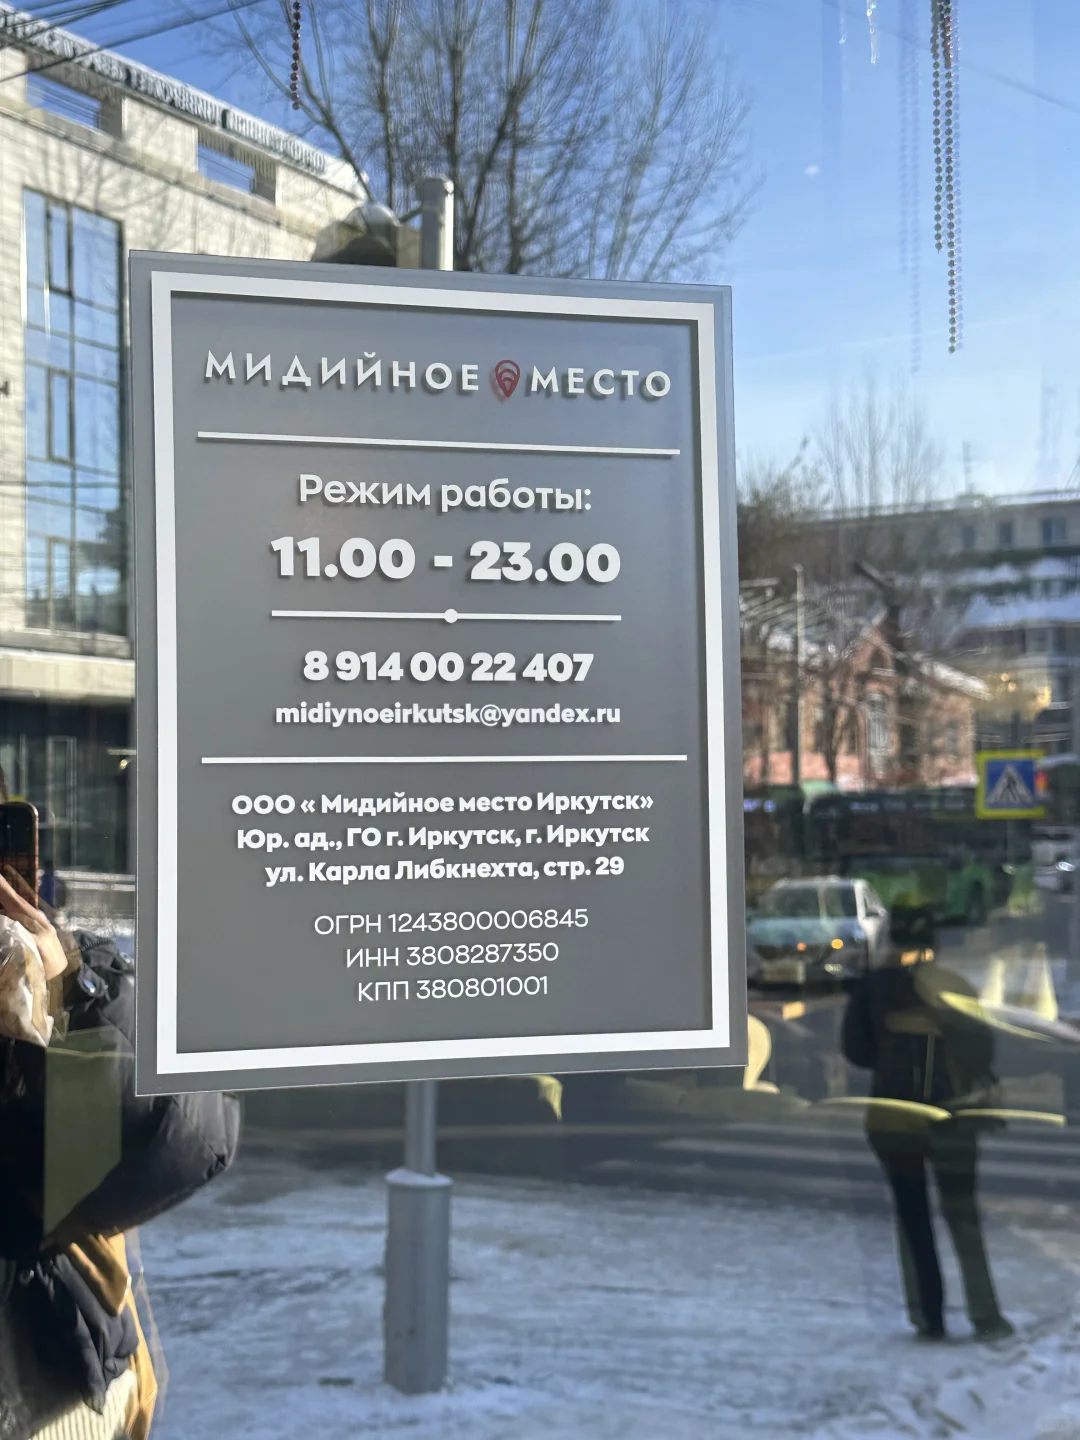 МИДИЙНОЕ МЕСТО
Режим работы:
11.00 - 23.00
8 914 00 22 407
midiynoeirkutsk@yandex.ru
ООО « Мидийное место Иркутск»
Юр. ад., ГО г. Иркутск, г. Иркутск
ул. Карла Либкнехта, стр. 29
ОГРН 1243800006845
ИНН 3808287350
КПП 380801001